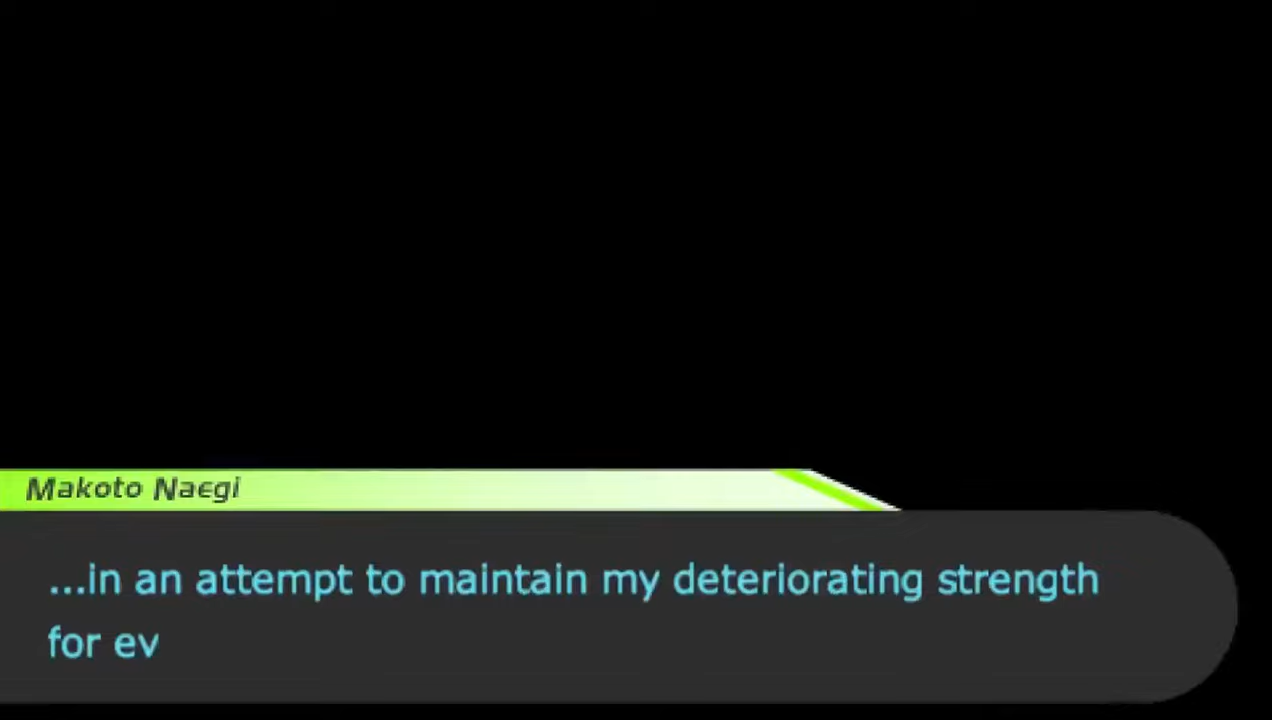 Makoto Naegi
...in an attempt to maintain my deteriorating strength
for ev